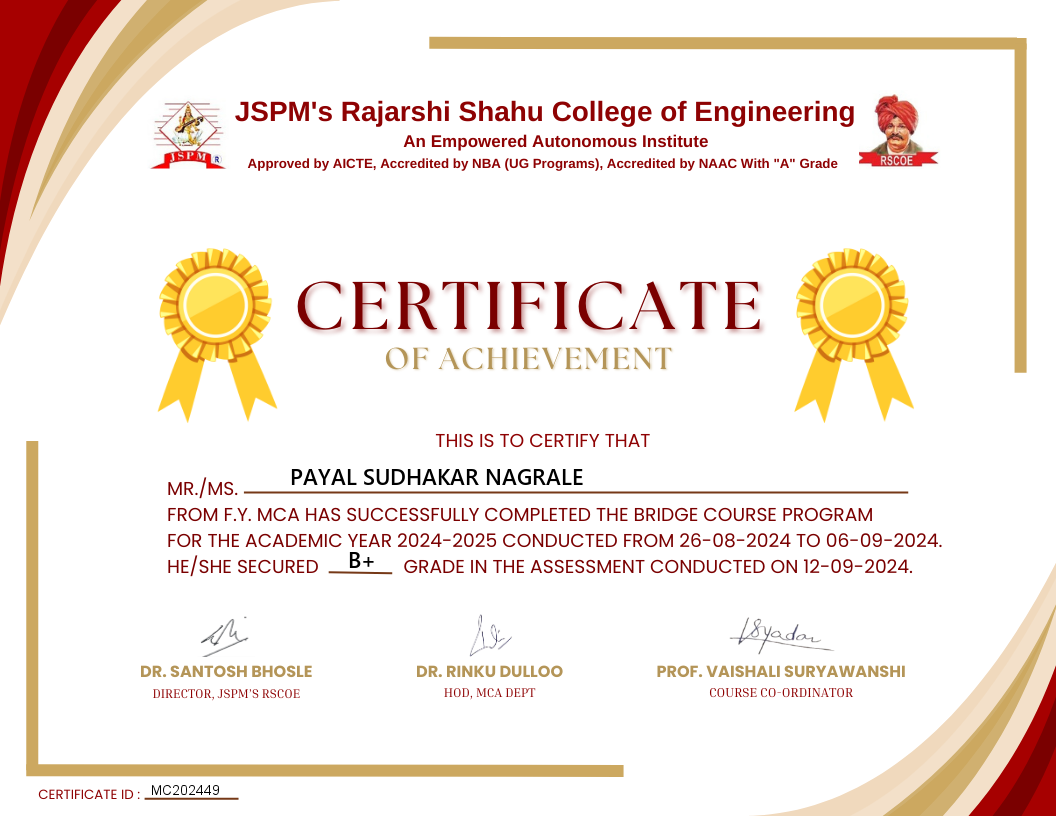 JSPM's Rajarshi Shahu College of Engineering
An Empowered Autonomous Institute
Approved by AICTE, Accredited by NBA (UG Programs), Accredited by NAAC With "A" Grade
JSPM R
RSCOE
CERTIFICATE
OF ACHIEVEMENT
THIS IS TO CERTIFY THAT
MR./MS. PAYAL SUDHAKAR NAGRALE
FROM F.Y. MCA HAS SUCCESSFULLY COMPLETED THE BRIDGE COURSE PROGRAM
FOR THE ACADEMIC YEAR 2024-2025 CONDUCTED FROM 26-08-2024 TO 06-09-2024.
HE/SHE SECURED B+ GRADE IN THE ASSESSMENT CONDUCTED ON 12-09-2024.
DR. SANTOSH BHOSLE
DIRECTOR, JSPM'S RSCOE
DR. RINKU DULLOO
HOD, MCA DEPT
PROF. VAISHALI SURYAWANSHI
COURSE CO-ORDINATOR
CERTIFICATE ID : MC202449